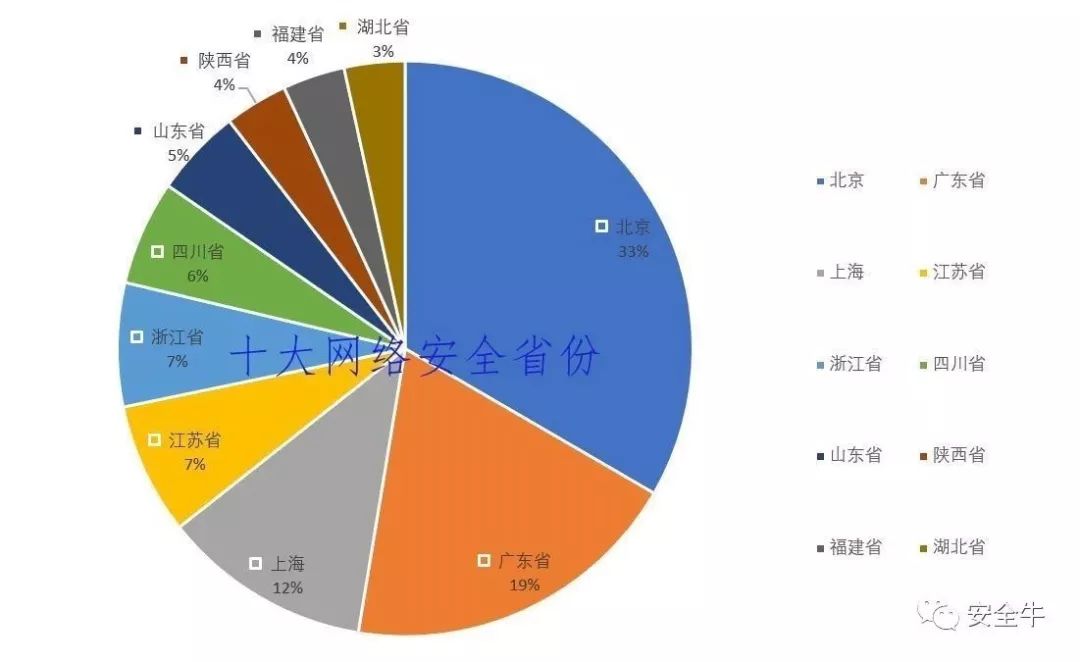 湖北省
3%
福建省
4%
陕西省
4%
山东省
5%
北京
33%
四川省
6%
浙江省
7%
十大网络安全省份
江苏省
7%
上海
12%
广东省
19%
北京
广东省
上海
江苏省
浙江省
四川省
山东省
陕西省
福建省
湖北省
安全牛